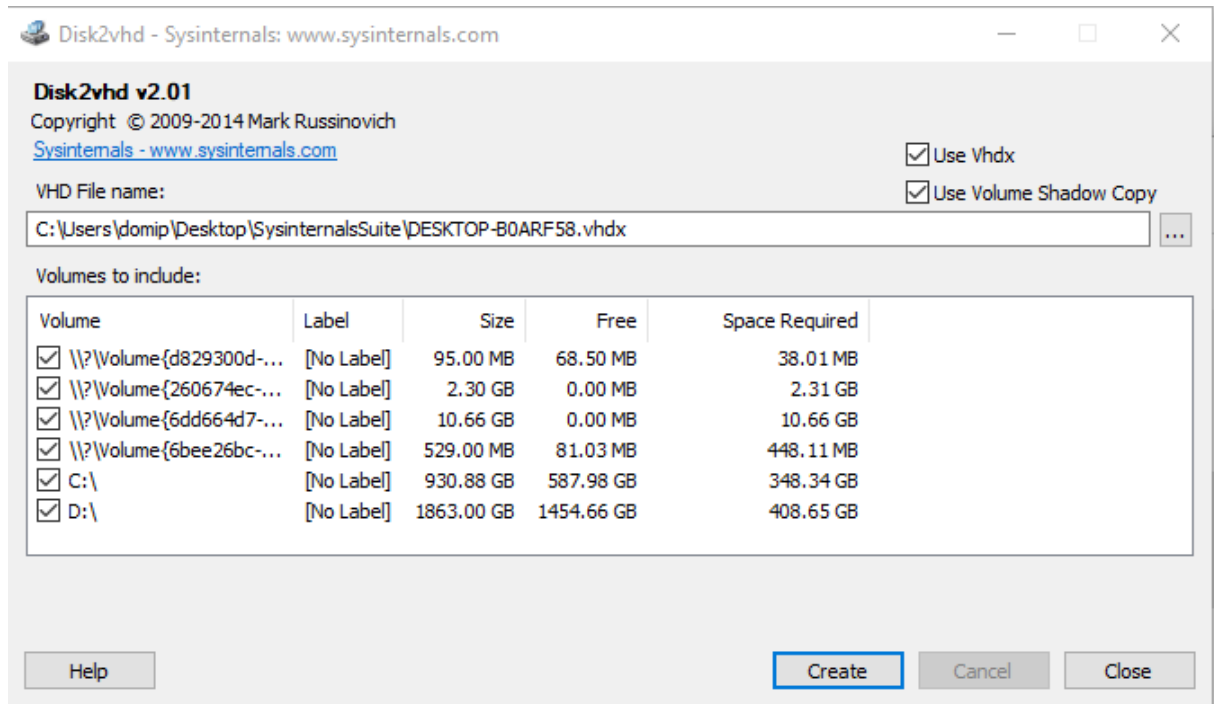 Disk2vhd - Sysinternals: www.sysinternals.com
Disk2vhd v2.01
Copyright © 2009-2014 Mark Russinovich
Sysinternals - www.sysinternals.com
Use Vhdx
VHD File name:
Use Volume Shadow Copy
C:\Users\domip\Desktop\SysinternalsSuite\DESKTOP-B0ARF58.vhdx
...
Volumes to include:
Volume Label Size Free Space Required
\\?\Volume{d829300d-... [No Label] 95.00 MB 68.50 MB 38.01 MB
\\?\Volume{260674ec-... [No Label] 2.30 GB 0.00 MB 2.31 GB
\\?\Volume{6dd664d7-... [No Label] 10.66 GB 0.00 MB 10.66 GB
\\?\Volume{6bee26bc-... [No Label] 529.00 MB 81.03 MB 448.11 MB
C:\ [No Label] 930.88 GB 587.98 GB 348.34 GB
D:\ [No Label] 1863.00 GB 1454.66 GB 408.65 GB
Help Create Cancel Close